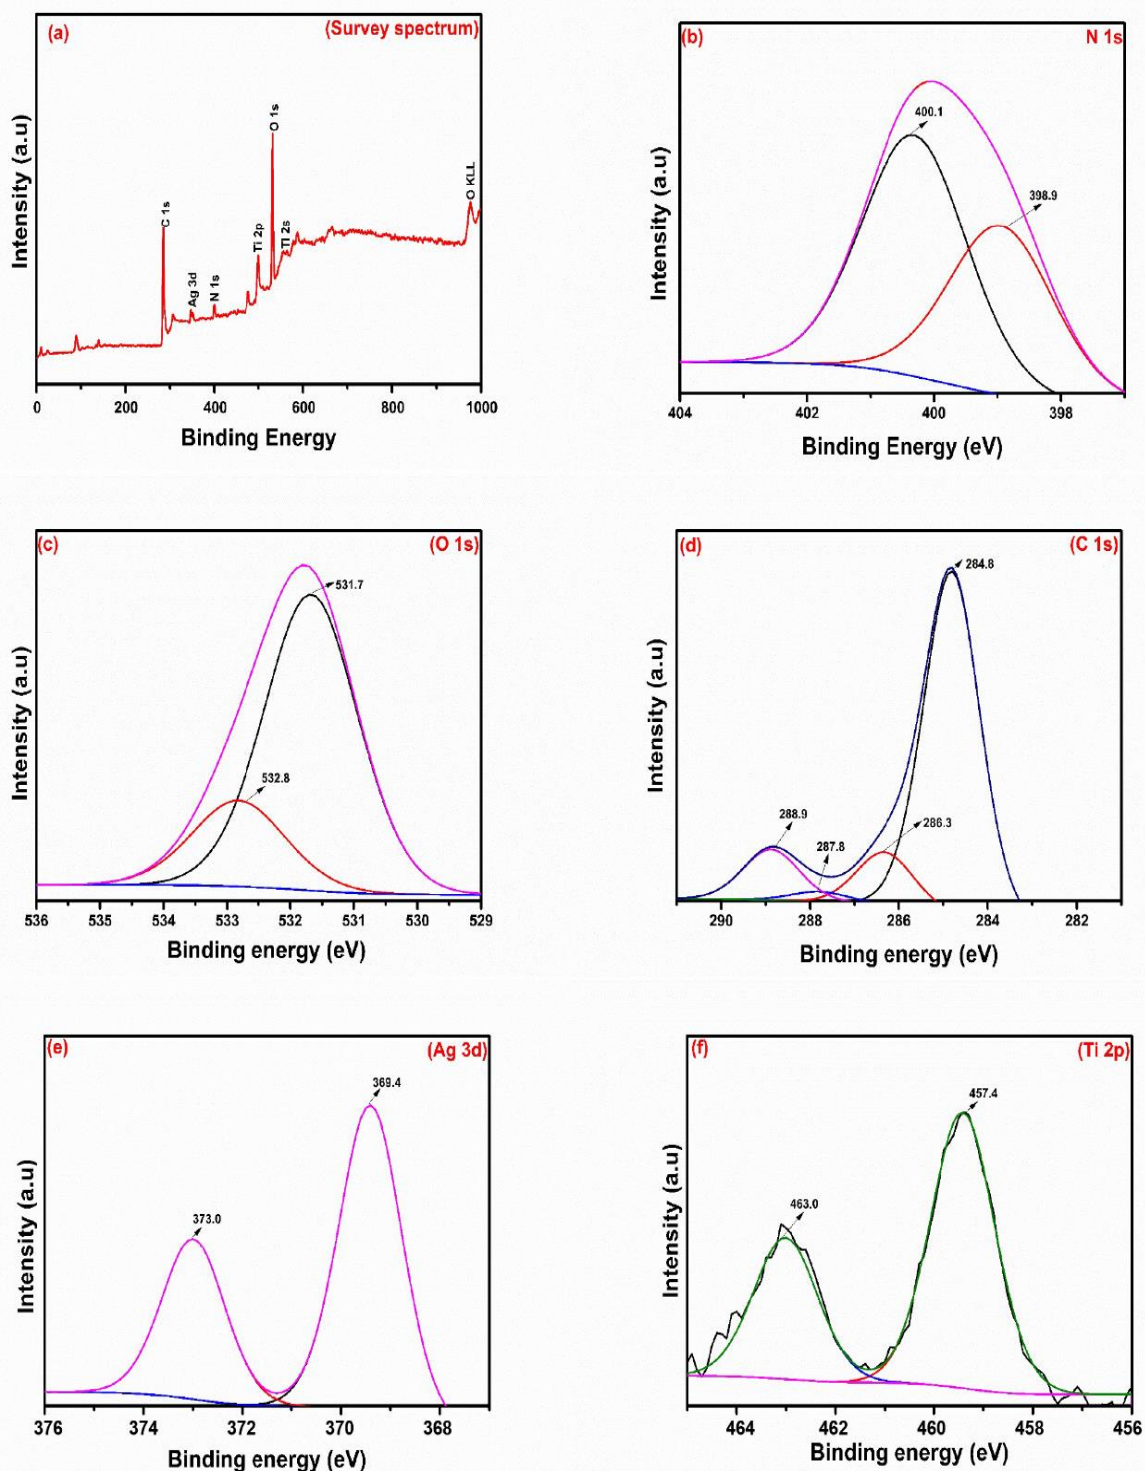 (a) (Survey spectrum)
C 1s
Ag 3d
N 1s
Ti 2p
O 1s
TI 2s
O KLL
Intensity (a.u)
0 200 400 600 800 1000
Binding Energy
(b) N 1s
400.1
398.9
Intensity (a.u)
404 402 400 398
Binding Energy (eV)
(c) (O 1s)
531.7
532.8
Intensity (a.u)
536 535 534 533 532 531 530 529
Binding energy (eV)
(d) (C 1s)
284.8
288.9
287.8
286.3
Intensity (a.u)
290 288 286 284 282
Binding energy (eV)
(e) (Ag 3d)
369.4
373.0
Intensity (a.u)
376 374 372 370 368
Binding energy (eV)
(f) (Ti 2p)
457.4
463.0
Intensity (a.u)
464 462 460 458 456
Binding energy (eV)